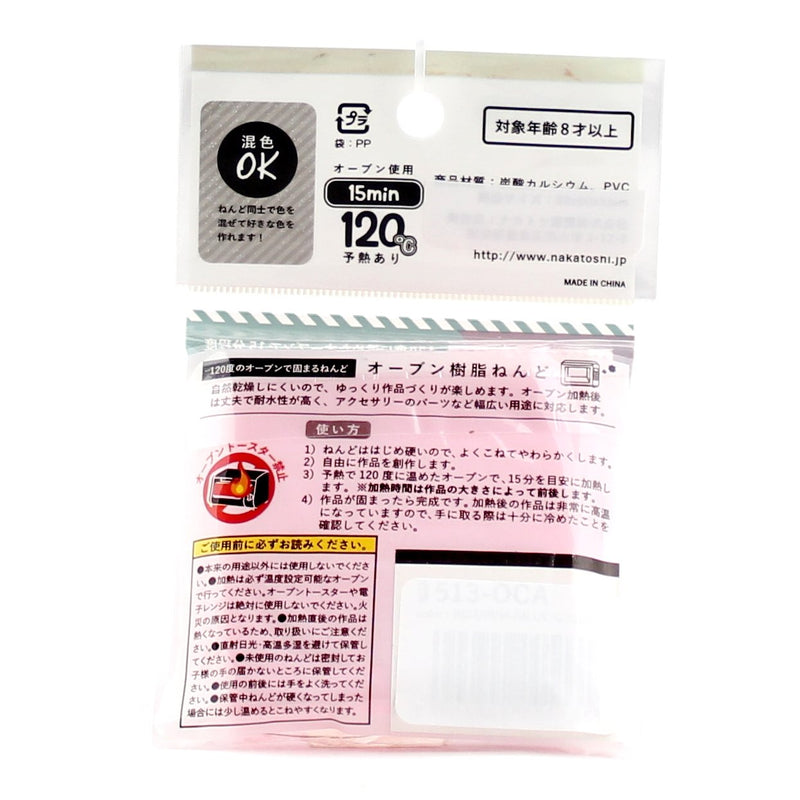 混色
OK
ねんど同士で色を
混ぜて好きな色を
作れます！
プラ
袋：PP
オーブン使用
15min
120℃
予熱あり
対象年齢8才以上
商品材質：炭酸カルシウム、PVC
http://www.nakatoshi.jp
MADE IN CHINA
120度のオーブンで固まるねんど
オーブン樹脂ねんど
自然乾燥しにくいので、ゆっくり作品づくりが楽しめます。オーブン加熱後
は丈夫で耐水性が高く、アクセサリーのパーツなど幅広い用途に対応します。
使い方
オーブントースター禁止
1）ねんどははじめ硬いので、よくこねてやわらかくします。
2）自由に作品を創作します。
3）予熱で120度に温めたオーブンで、15分を目安に加熱し
ます。※加熱時間は作品の大きさによって前後します。
4）作品が固まったら完成です。加熱後の作品は非常に高温
になっていますので、手に取る際は十分に冷めたことを
確認してください。
ご使用前に必ずお読みください。
●本来の用途以外には使用しないでくださ
い。●加熱は必ず温度設定可能なオーブン
で行ってください。オーブントースターや電
子レンジは絶対に使用しないでください。火
災の原因となります。●加熱直後の作品は
熱くなっているため、取り扱いにご注意くだ
さい。●直射日光・高温多湿を避けて保管し
てください。●未使用のねんどは密封してお
子様の手の届かないところに保管してくだ
さい。●使用の前後には手をよく洗ってくだ
さい。●保管中ねんどが硬くなってしまった
場合には少し温めるとこねやすくなります。
513-OCA